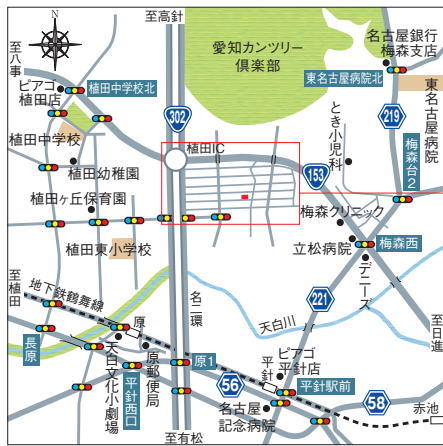 至高針
至八事
ピアゴ
植田店
植田中学校北
302
愛知カンツリー
倶楽部
名古屋銀行
梅森支店
東名古屋病院北
東名古屋病院
219
梅森台2
植田中学校
植田幼稚園
植田ヶ丘保育園
植田東小学校
植田IC
153
とき小児科
梅森クリニック
立松病院
梅森西
デニーズ
至植田
地下鉄鶴舞線
名二環
天白川
221
至日進
長原
原
天白文化小劇場
原郵便局
平針西口
原1
56
平針
ピアゴ
平針店
平針駅前
名古屋
記念病院
58
赤池
至有松